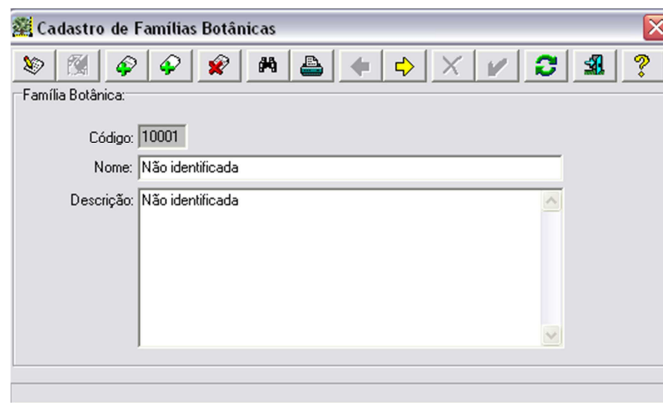 Cadastro de Famílias Botânicas
Família Botânica:
Código: 10001
Nome: Não identificada
Descrição: Não identificada